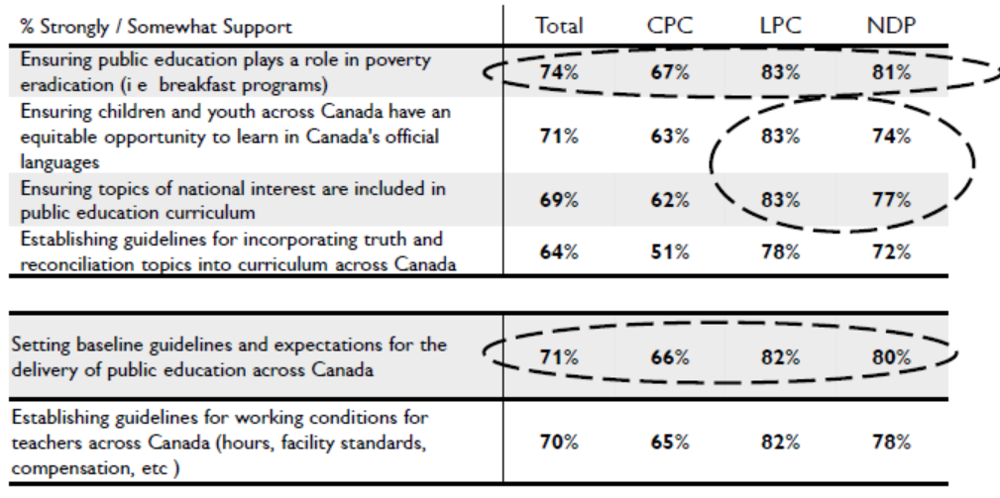 % Strongly / Somewhat Support Total CPC LPC NDP
Ensuring public education plays a role in poverty
eradication (i e breakfast programs) 74% 67% 83% 81%
Ensuring children and youth across Canada have an
equitable opportunity to learn in Canada's official 71% 63% 83% 74%
languages
Ensuring topics of national interest are included in
public education curriculum 69% 62% 83% 77%
Establishing guidelines for incorporating truth and
reconciliation topics into curriculum across Canada 64% 51% 78% 72%
Setting baseline guidelines and expectations for the
delivery of public education across Canada 71% 66% 82% 80%
Establishing guidelines for working conditions for
teachers across Canada (hours, facility standards, 70% 65% 82% 78%
compensation, etc )